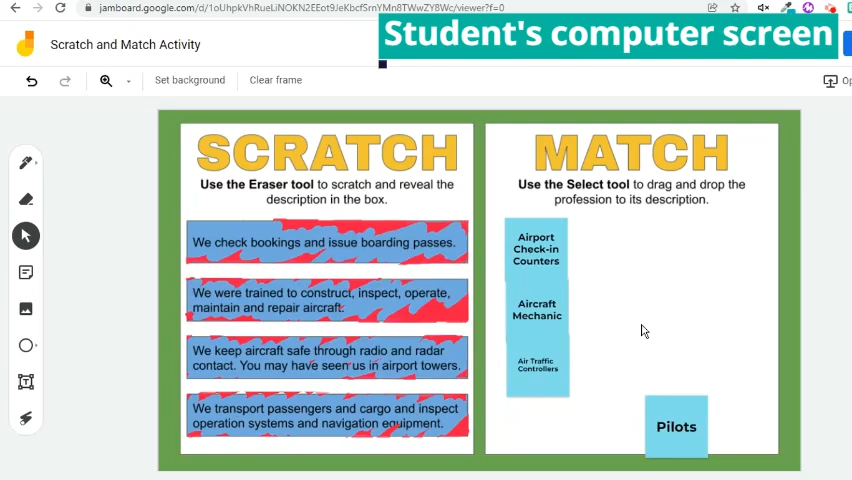 jamboard.google.com/d/1oUhpkVhRueLiNOKN2EEot9JeKbcfSrnYMn8TWwZY8Wc/viewer?f=0
Student's computer screen
Scratch and Match Activity
Set background
Clear frame
Op
SCRATCH
Use the Eraser tool to scratch and reveal the
description in the box.
We check bookings and issue boarding passes.
We were trained to construct, inspect, operate,
maintain and repair aircraft.
We keep aircraft safe through radio and radar
contact. You may have seen us in airport towers.
We transport passengers and cargo and inspect
operation systems and navigation equipment.
MATCH
Use the Select tool to drag and drop the
profession to its description.
Airport
Check-in
Counters
Aircraft
Mechanic
Air Traffic
Controllers
Pilots